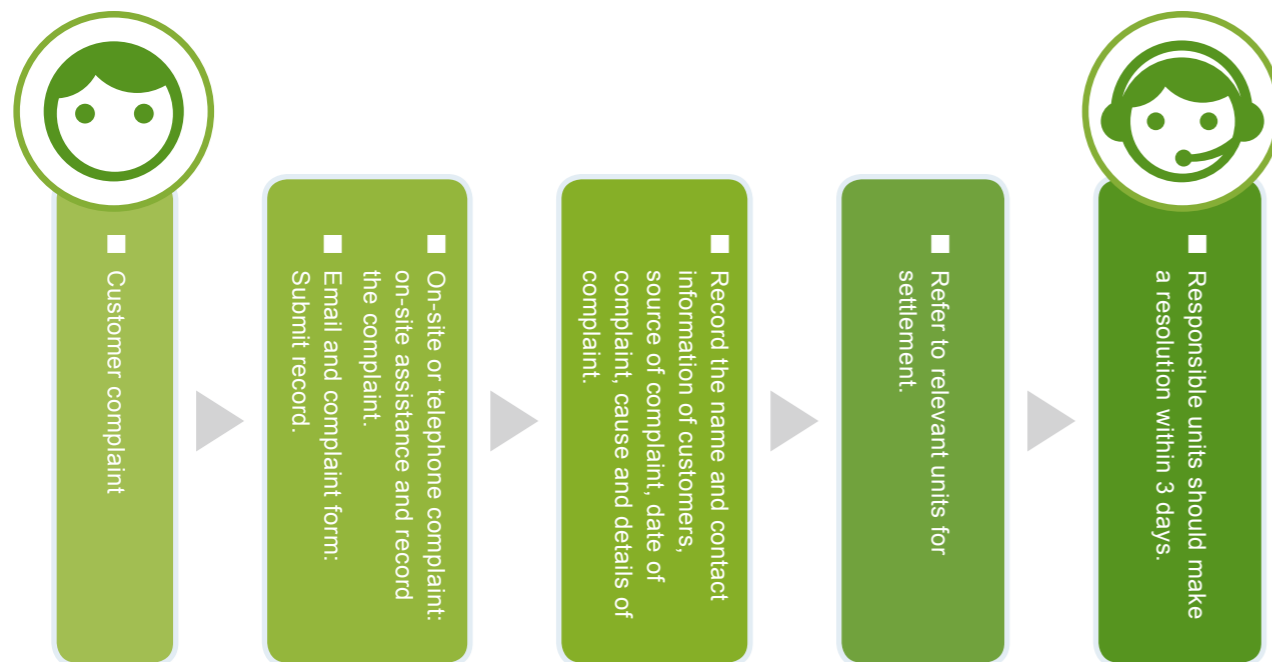 ■ Customer complaint
■ On-site or telephone complaint:
on-site assistance and record
the complaint.
■ Email and complaint form:
Submit record.
■ Record the name and contact
information of customers,
source of complaint, date of
complaint, cause and details of
complaint.
■ Refer to relevant units for
settlement.
■ Responsible units should make
a resolution within 3 days.